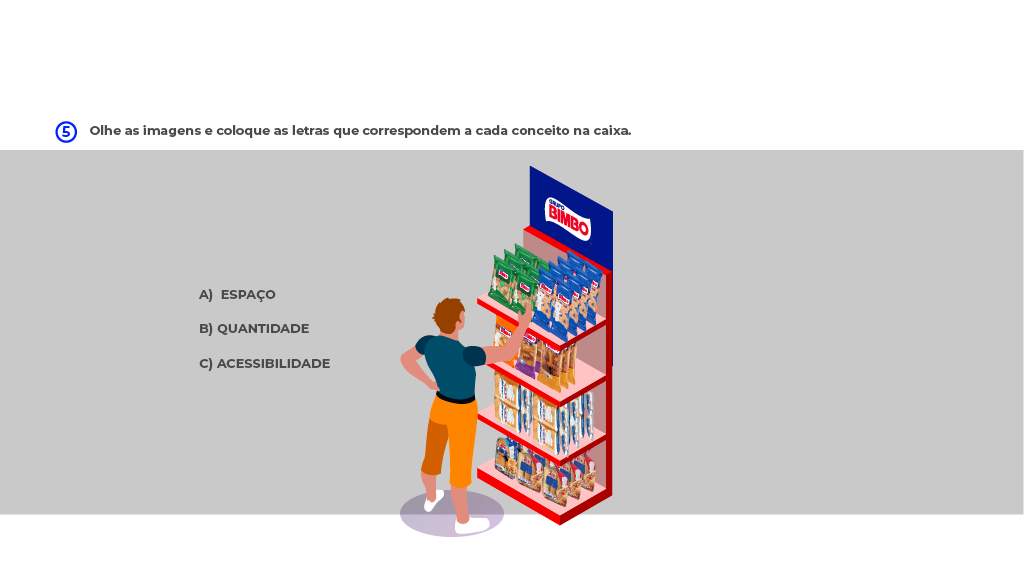 5 Olhe as imagens e coloque as letras que correspondem a cada conceito na caixa.
GRUPO
BIMBO
A) ESPAÇO
B) QUANTIDADE
C) ACESSIBILIDADE